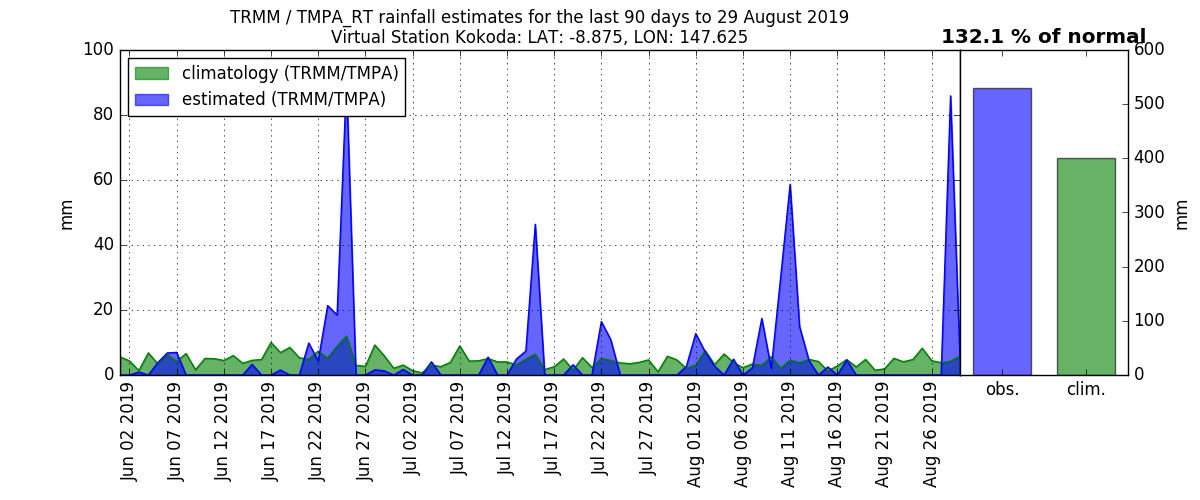 TRMM / TMPA_RT rainfall estimates for the last 90 days to 29 August 2019
Virtual Station Kokoda: LAT: -8.875, LON: 147.625
132.1 % of normal
climatology (TRMM/TMPA)
estimated (TRMM/TMPA)
100
80
60
40
20
0
mm
Jun 02 2019
Jun 07 2019
Jun 12 2019
Jun 17 2019
Jun 22 2019
Jun 27 2019
Jul 02 2019
Jul 07 2019
Jul 12 2019
Jul 17 2019
Jul 22 2019
Jul 27 2019
Aug 01 2019
Aug 06 2019
Aug 11 2019
Aug 16 2019
Aug 21 2019
Aug 26 2019
obs.
clim.
600
500
400
300
200
100
0
mm